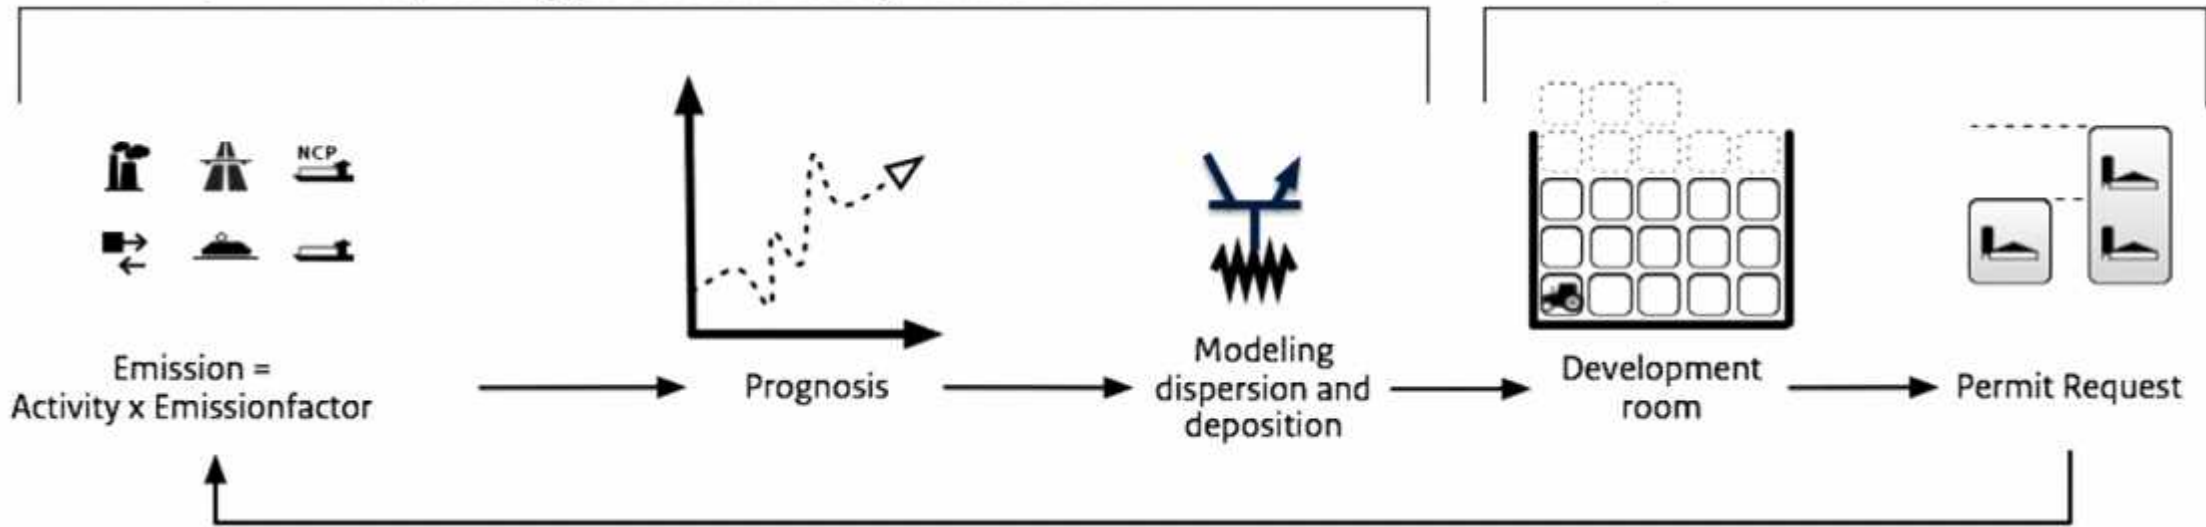 NCP
Emission =
Activity x Emissionfactor
Prognosis
Modeling
dispersion and
deposition
Development
room
Permit Request